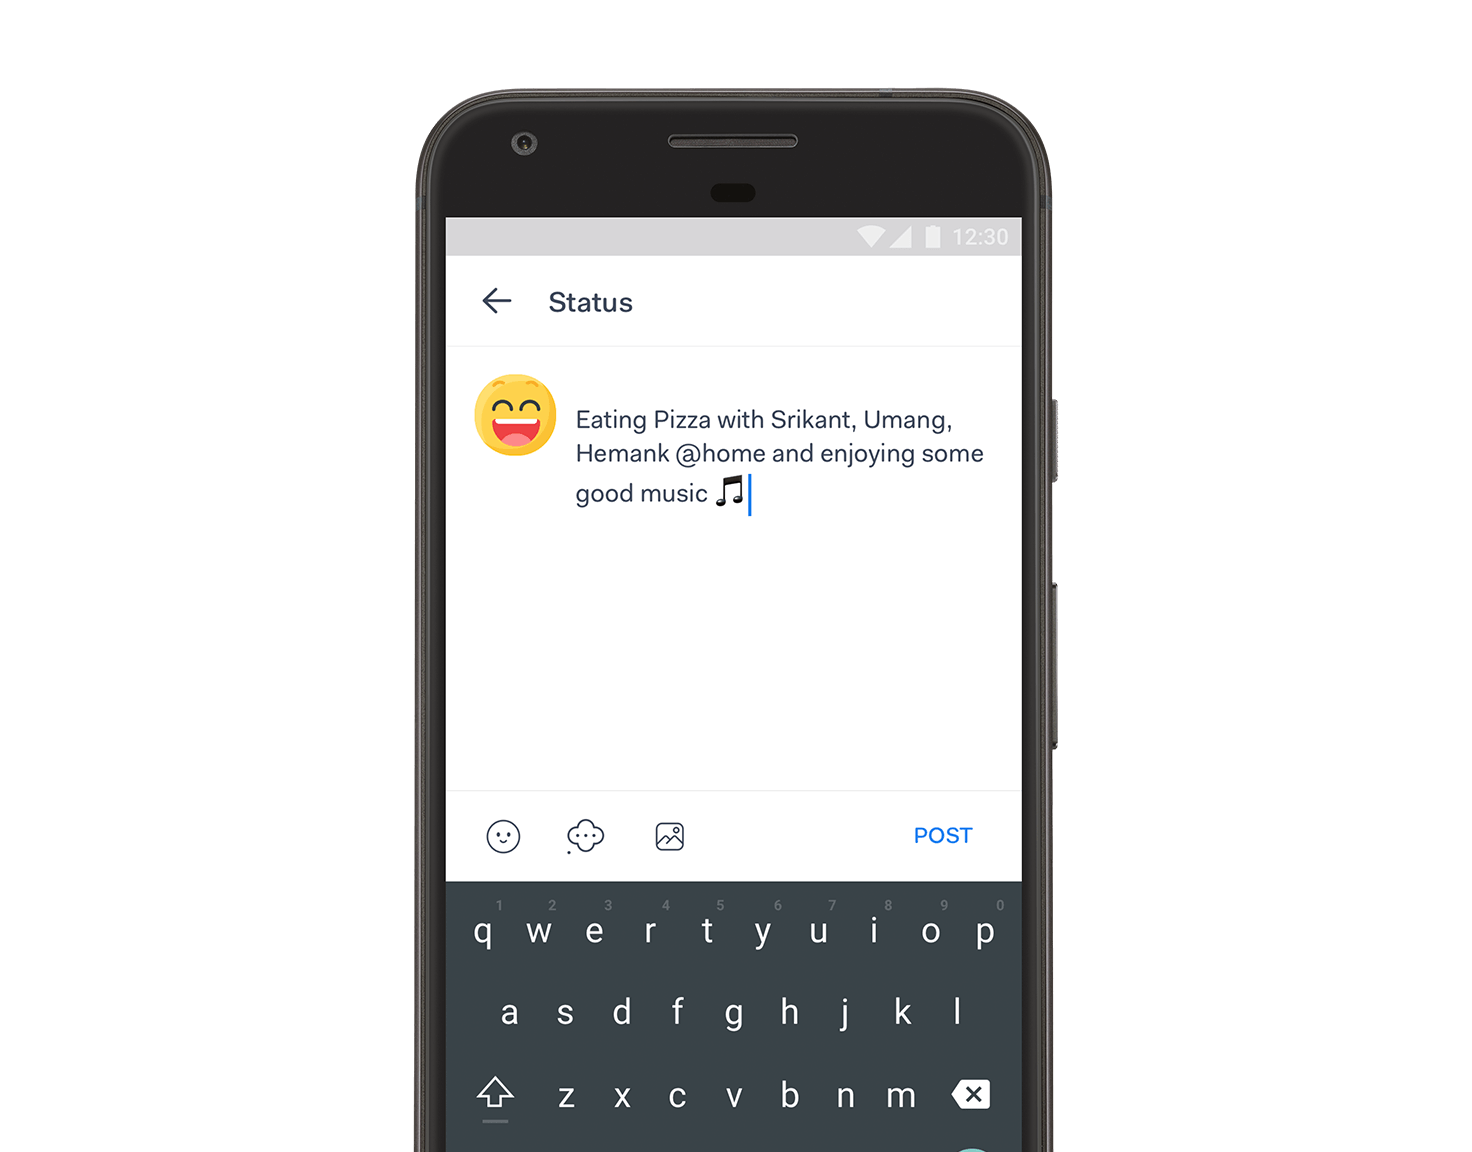 12:30
Status
Eating Pizza with Srikant, Umang,
Hemank @home and enjoying some
good music 🎵
POST
1 2 3 4 5 6 7 8 9 0
q w e r t y u i o p
a s d f g h j k l
z x c v b n m